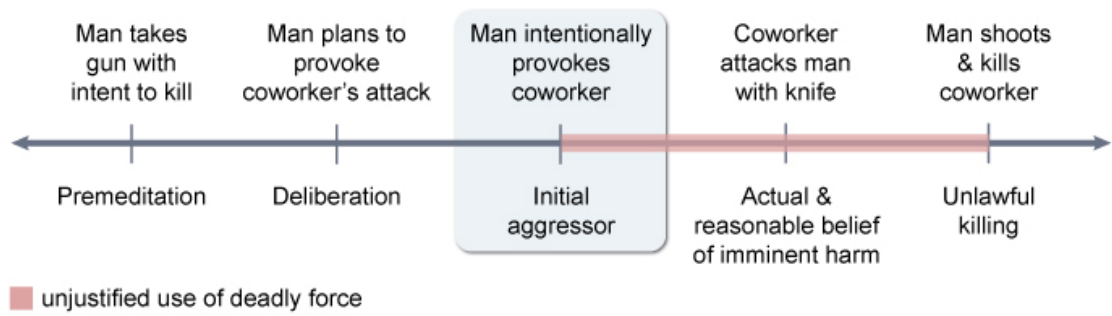 Man takes
gun with
intent to kill
Man plans to
provoke
coworker's attack
Man intentionally
provokes
coworker
Coworker
attacks man
with knife
Man shoots
& kills
coworker
Premeditation
Deliberation
Initial
aggressor
Actual &
reasonable belief
of imminent harm
Unlawful
killing
unjustified use of deadly force